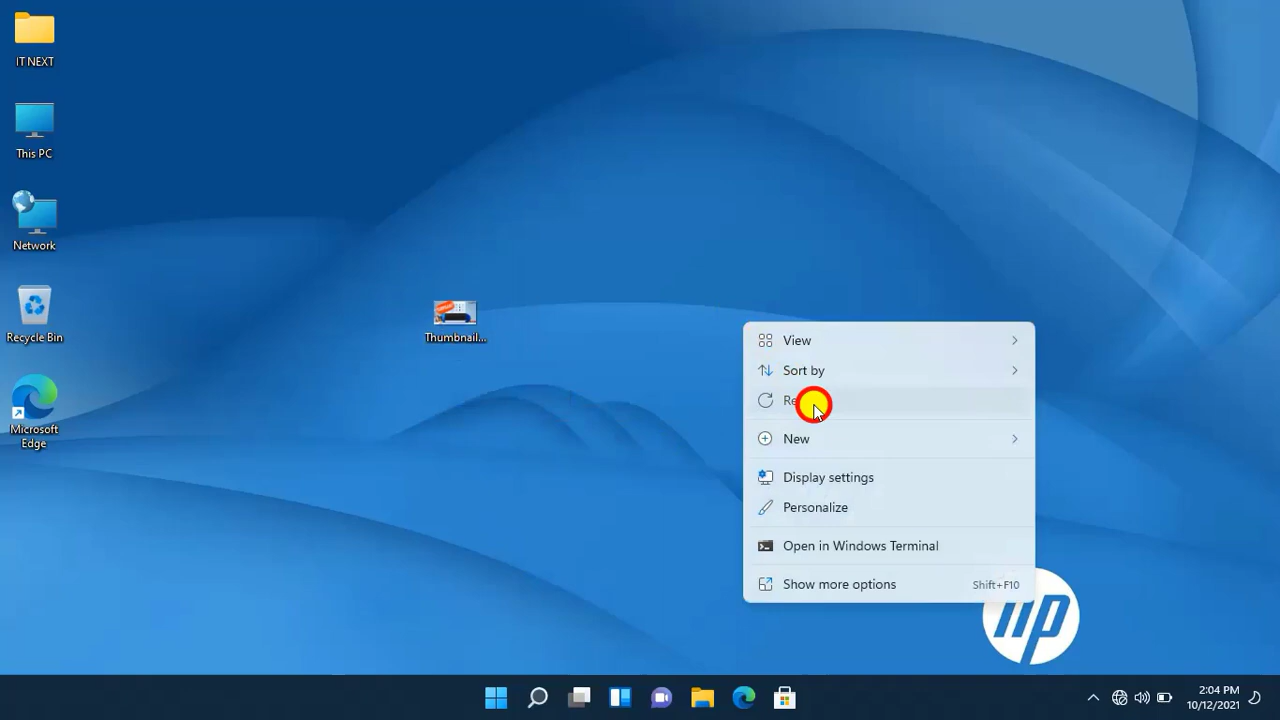 IT NEXT
This PC
Network
Recycle Bin
Microsoft
Edge
Thumbnail...
View
Sort by
New
Display settings
Personalize
Open in Windows Terminal
Show more options Shift+F10
hp
2:04 PM
10/12/2021